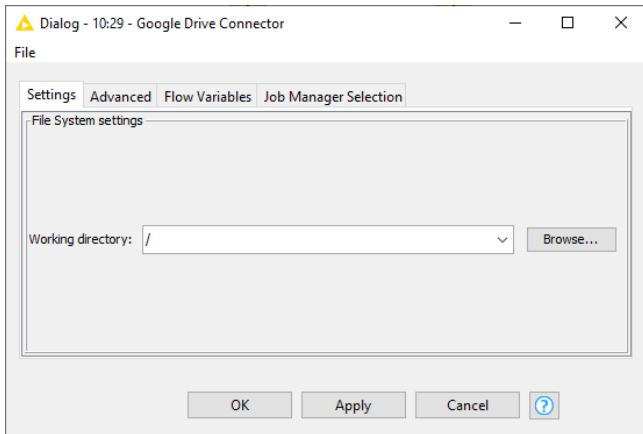 Dialog - 10:29 - Google Drive Connector
File
Settings Advanced Flow Variables Job Manager Selection
File System settings
Working directory: / Browse...
OK Apply Cancel ?